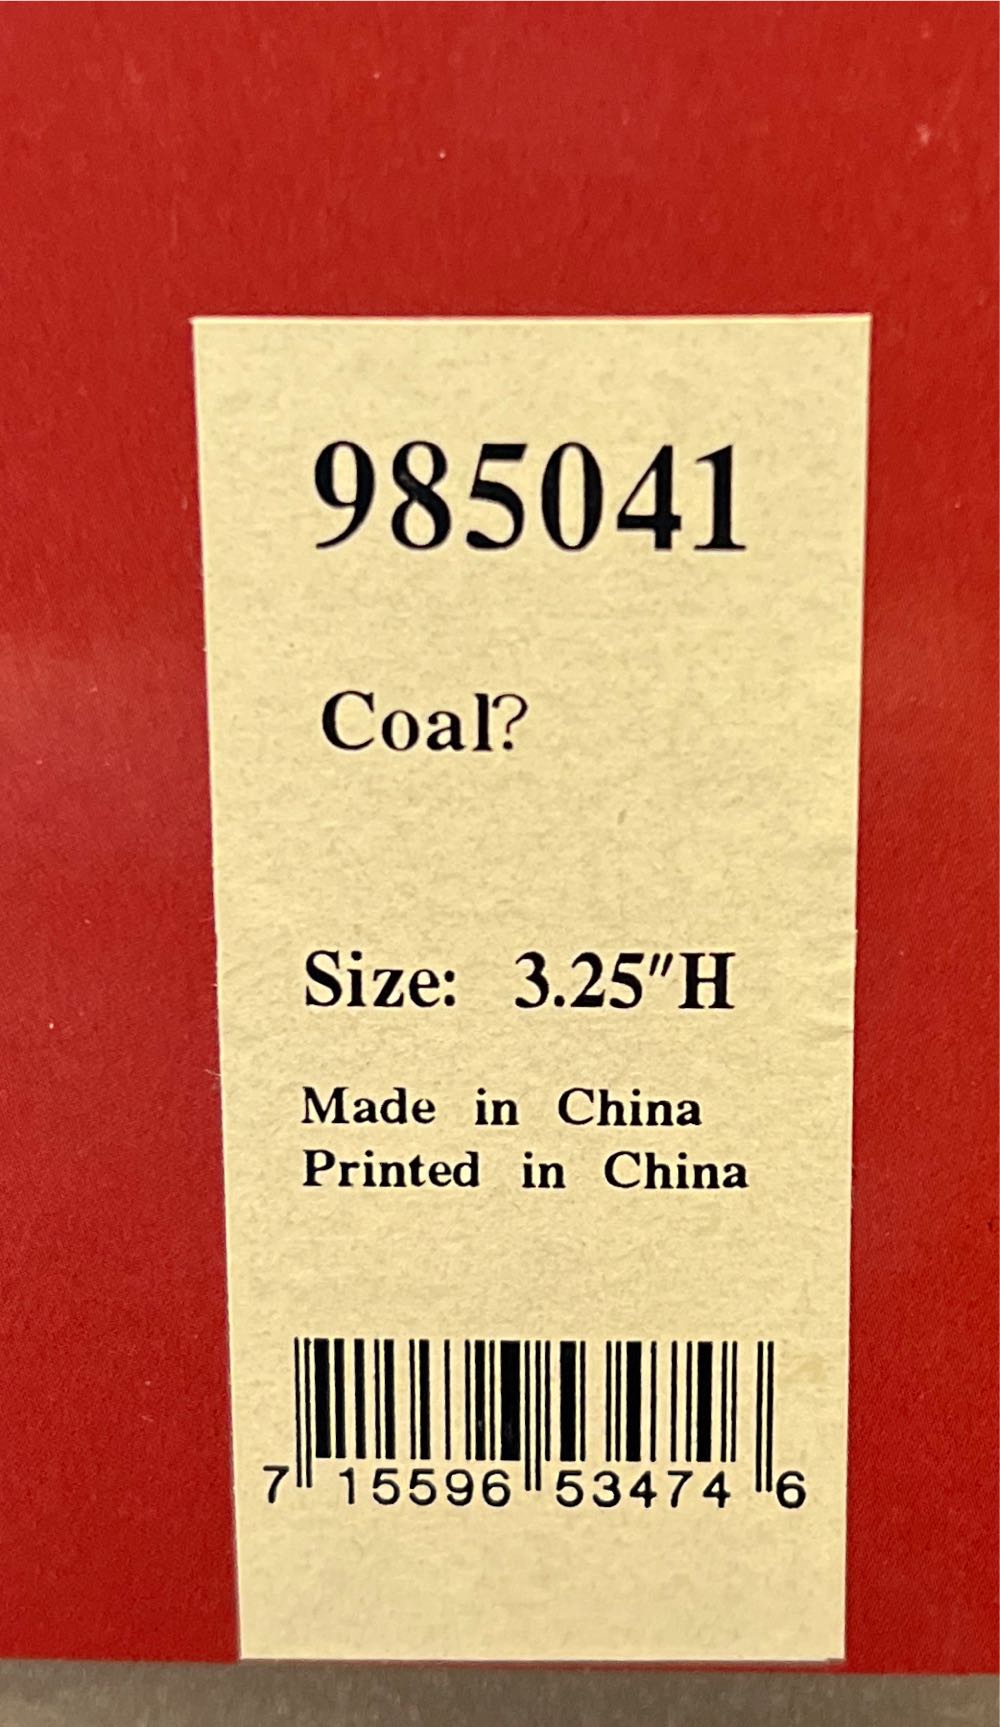 985041
Coal?
Size: 3.25"H
Made in China
Printed in China
7 15596 53474 6